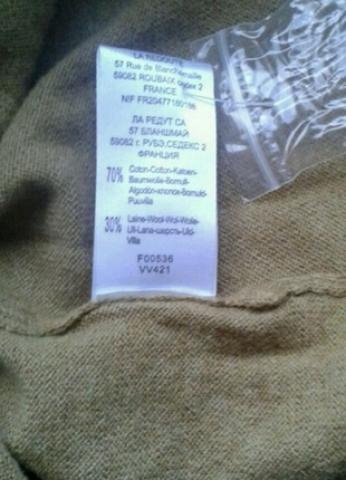 LA REDOUTE
57 Rue de Blanchemaille
59082 ROUBAIX Cedex 2
FRANCE
N/F FR20477180186
ЛА РЕДУТ СА
57 БЛАНШМАЙ
59082 г. РУБЭ, СЕДЕКС 2
ФРАНЦИЯ
70% Coton-Cotton-Katoen-
Baumwolle-Bomull-
Algodón-хлопок-Bomuld-
Puuvilla
30% Laine-Wool-Wol-Wolle-
Ull-Lana-шерсть-Uld-
Villa
F00536
VV421